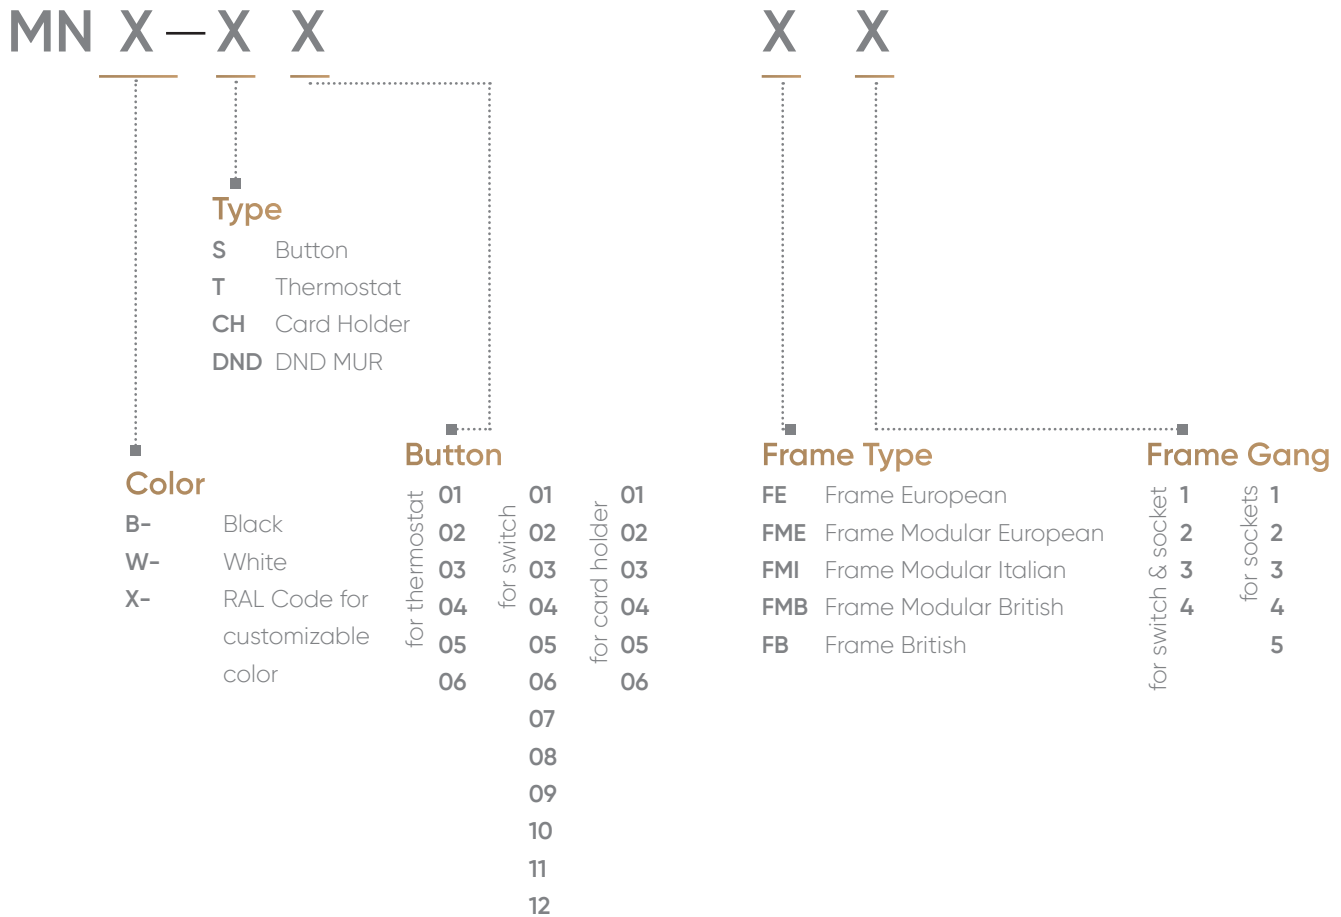 MN X — X X X X
Type
S Button
T Thermostat
CH Card Holder
DND DND MUR
Color
B- Black
W- White
X- RAL Code for
customizable
color
Button
for thermostat
01
02
03
04
05
06
for switch
01
02
03
04
05
06
07
08
09
10
11
12
for card holder
01
02
03
04
05
06
Frame Type
FE Frame European
FME Frame Modular European
FMI Frame Modular Italian
FMB Frame Modular British
FB Frame British
Frame Gang
for switch & socket
1
2
3
4
for sockets
1
2
3
4
5